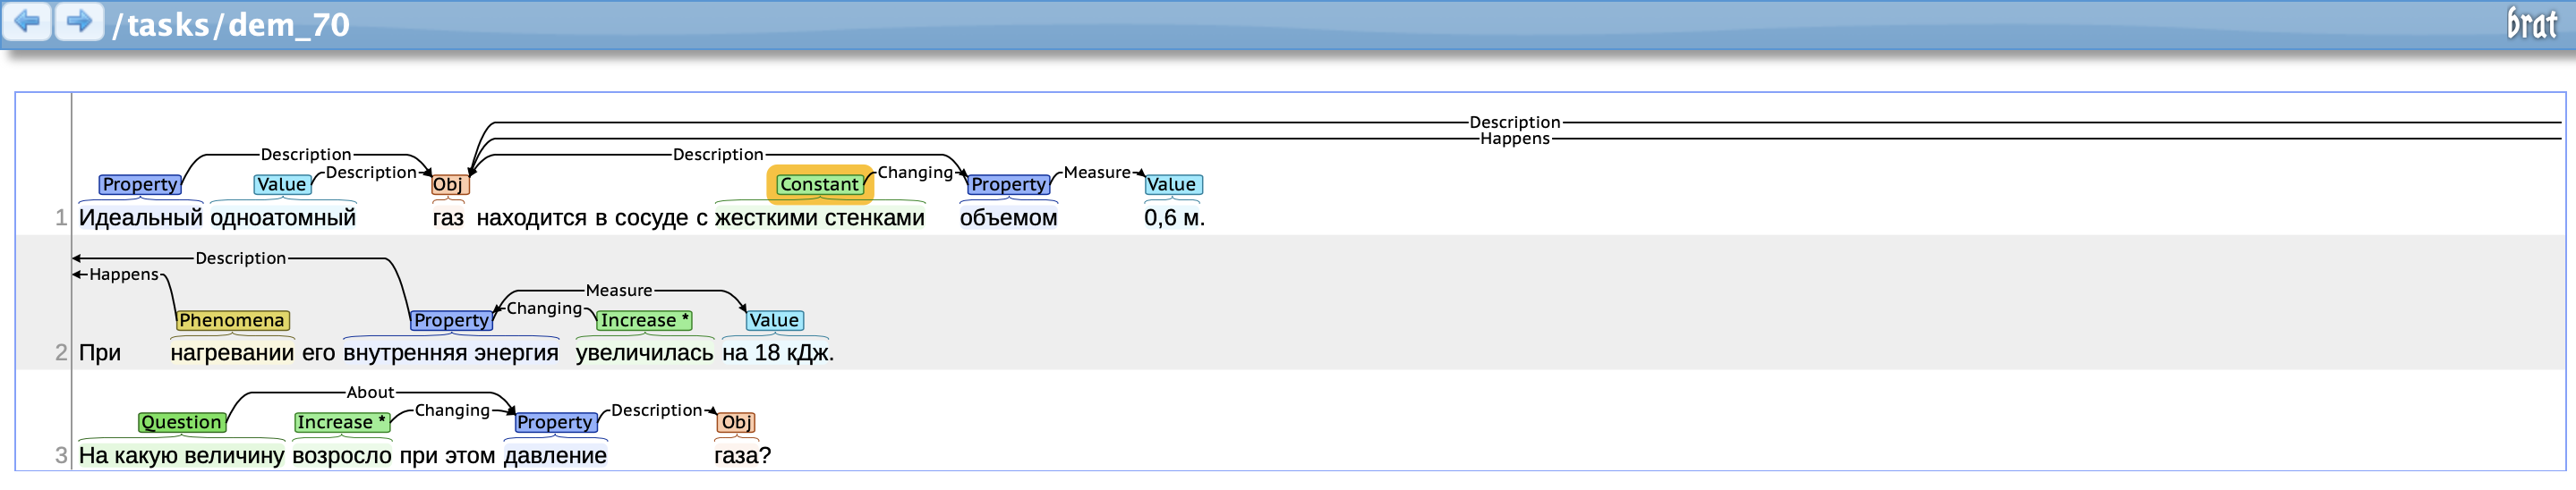 /tasks/dem_70 brat
Description
Happens
Description Description
Property Value Description Obj Constant Changing Property Measure Value
1 Идеальный одноатомный газ находится в сосуде с жесткими стенками объемом 0,6 м.
Description
Happens Measure
Phenomena Property Changing Increase * Value
2 При нагревании его внутренняя энергия увеличилась на 18 кДж.
About
Question Increase * Changing Property Description Obj
3 На какую величину возросло при этом давление газа?